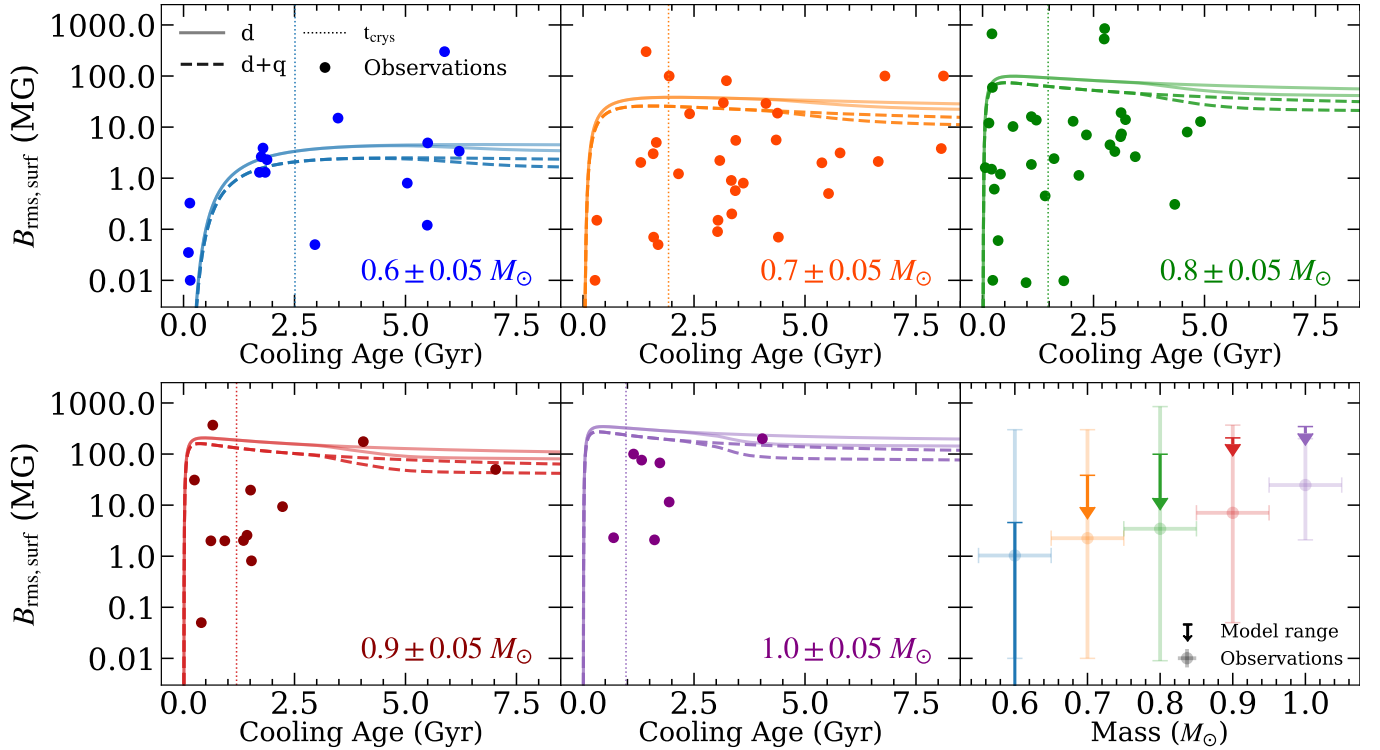 1000.0
100.0
10.0
1.0
0.1
0.01
B_rms, surf (MG)
d
d+q
t_crys
Observations
0.6 ± 0.05 M⊙
0.7 ± 0.05 M⊙
0.8 ± 0.05 M⊙
0.0 2.5 5.0 7.5 0.0 2.5 5.0 7.5 0.0 2.5 5.0 7.5
Cooling Age (Gyr) Cooling Age (Gyr) Cooling Age (Gyr)
1000.0
100.0
10.0
1.0
0.1
0.01
B_rms, surf (MG)
0.9 ± 0.05 M⊙
1.0 ± 0.05 M⊙
Model range
Observations
0.0 2.5 5.0 7.5 0.0 2.5 5.0 7.5 0.6 0.7 0.8 0.9 1.0
Cooling Age (Gyr) Cooling Age (Gyr) Mass (M⊙)